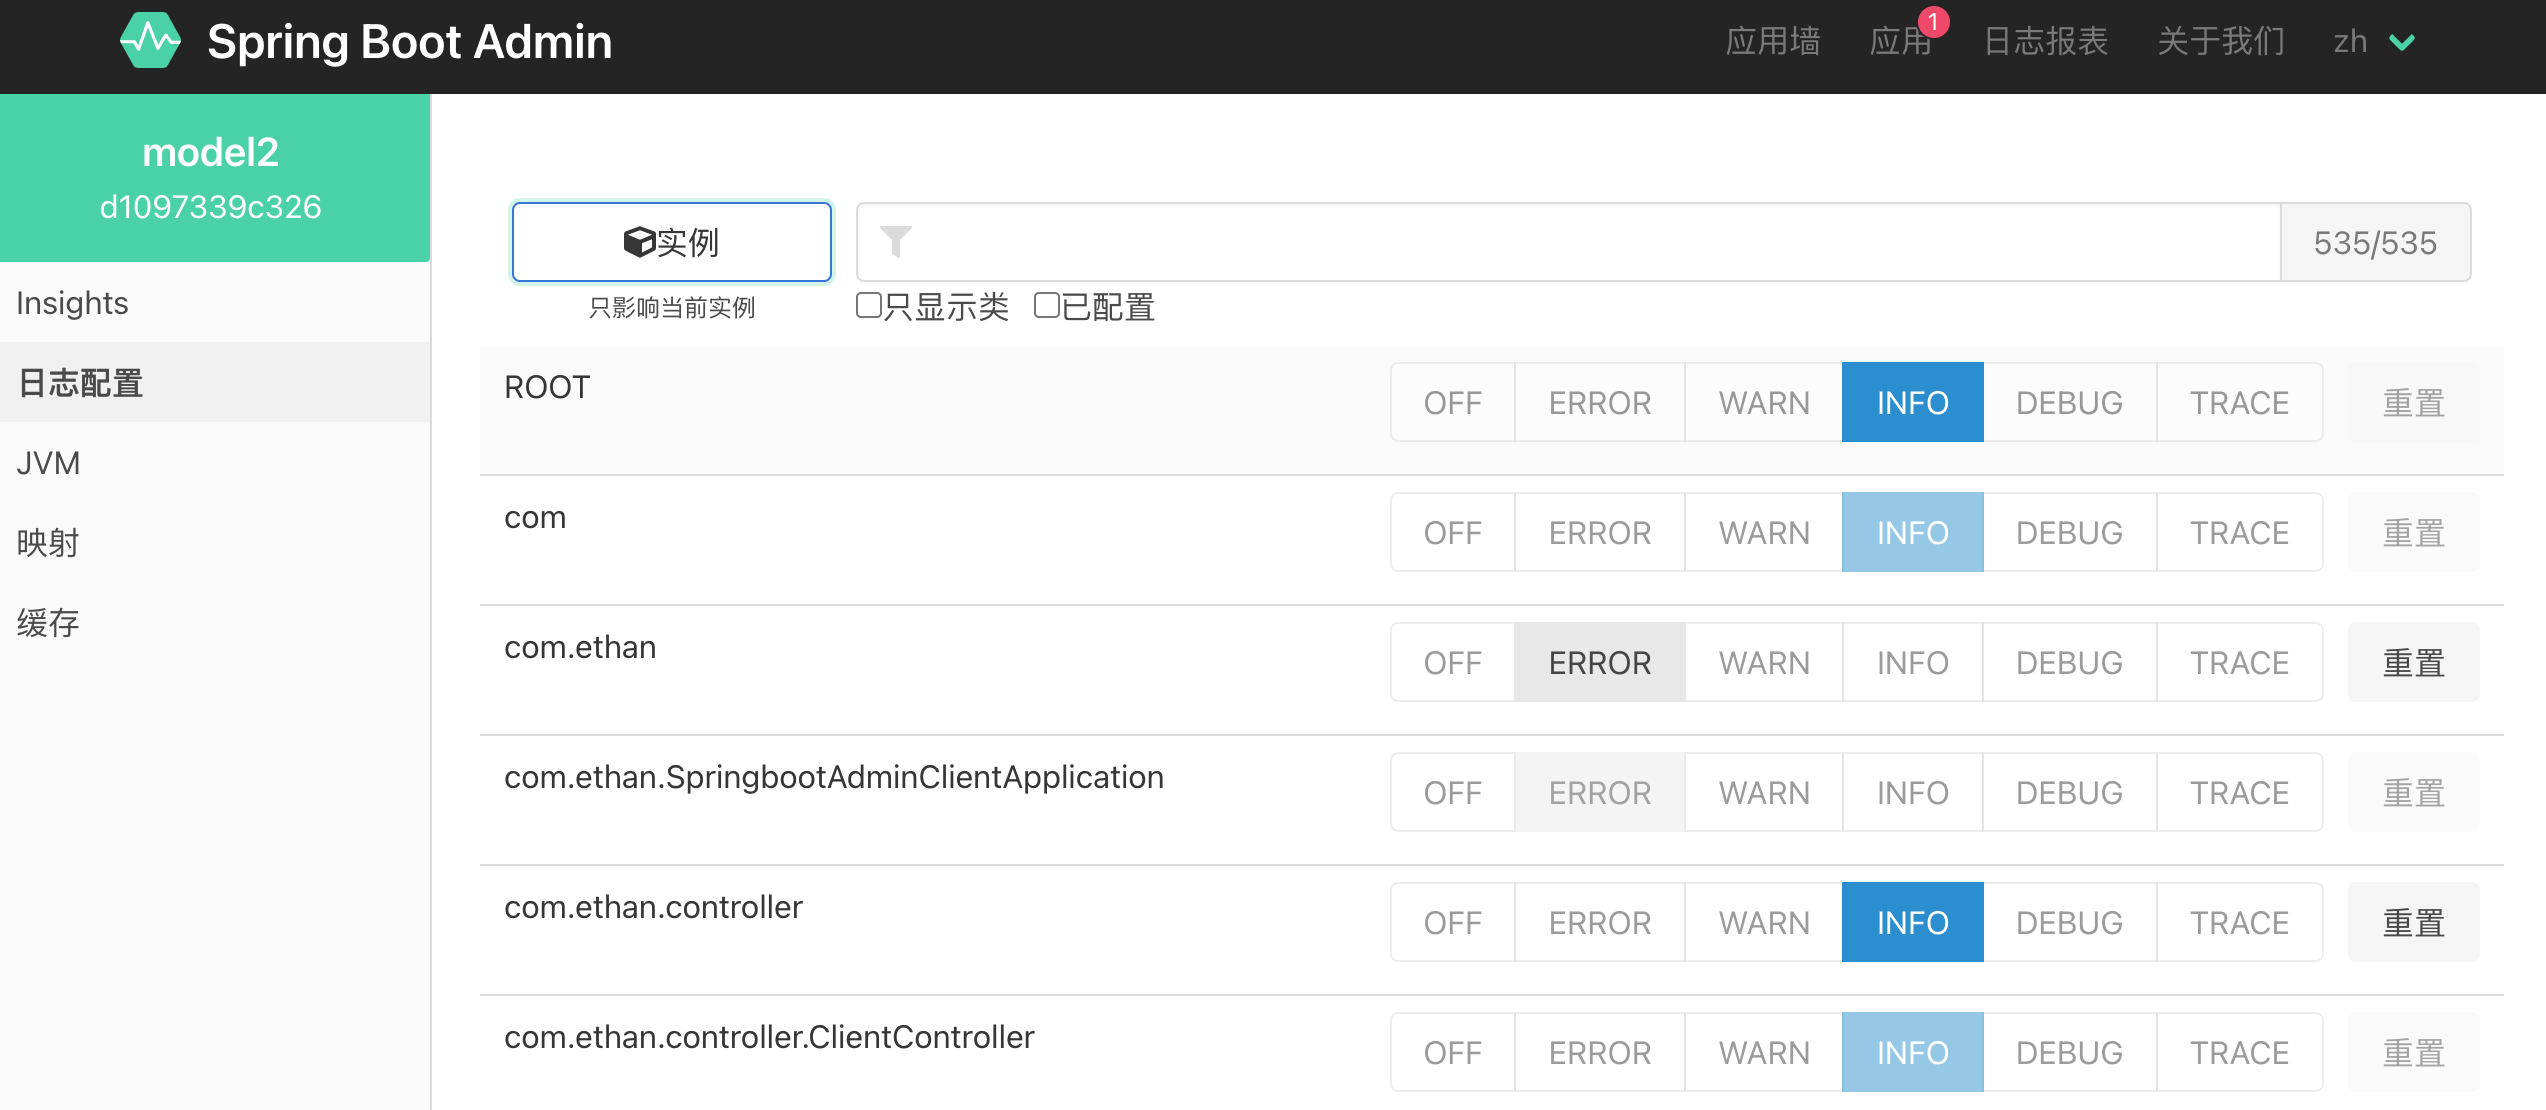 Spring Boot Admin 应用墙 应用 1 日志报表 关于我们 zh
model2
d1097339c326
Insights
日志配置
JVM
映射
缓存
实例 535/535
只影响当前实例 只显示类 已配置
ROOT OFF ERROR WARN INFO DEBUG TRACE 重置
com OFF ERROR WARN INFO DEBUG TRACE 重置
com.ethan OFF ERROR WARN INFO DEBUG TRACE 重置
com.ethan.SpringbootAdminClientApplication OFF ERROR WARN INFO DEBUG TRACE 重置
com.ethan.controller OFF ERROR WARN INFO DEBUG TRACE 重置
com.ethan.controller.ClientController OFF ERROR WARN INFO DEBUG TRACE 重置